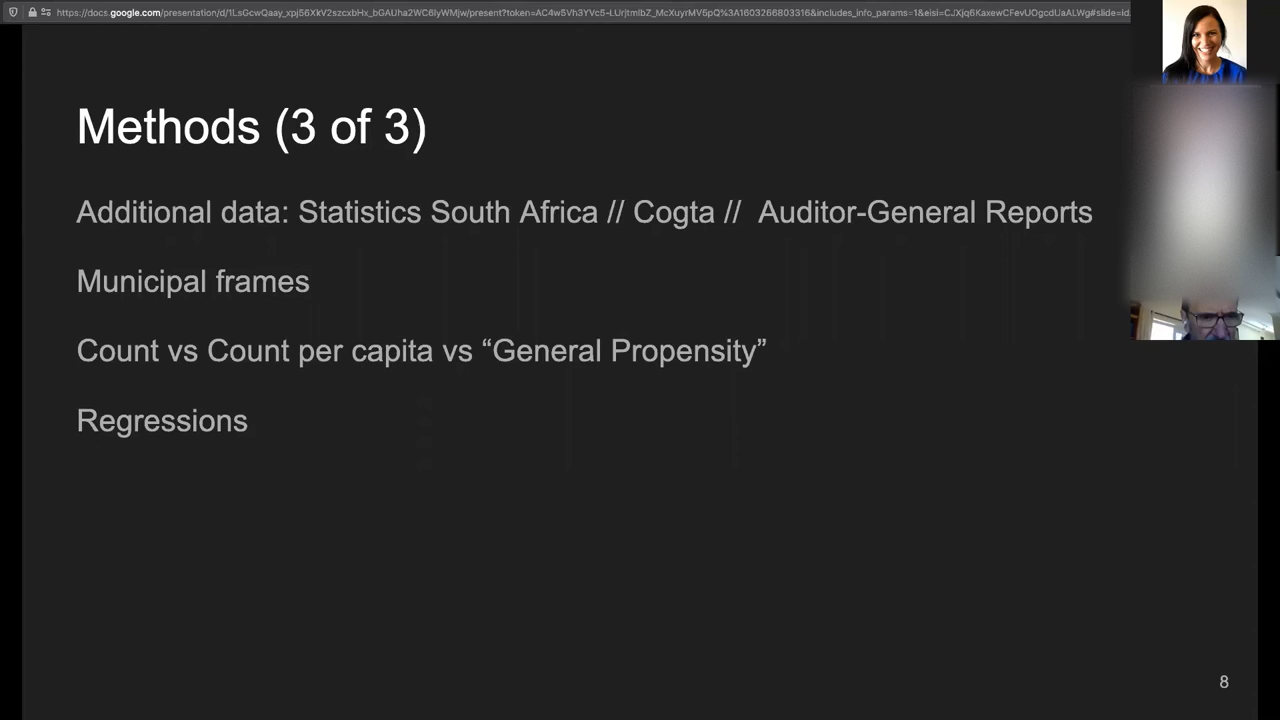 Methods (3 of 3)
Additional data: Statistics South Africa // Cogta // Auditor-General Reports
Municipal frames
Count vs Count per capita vs “General Propensity”
Regressions
8